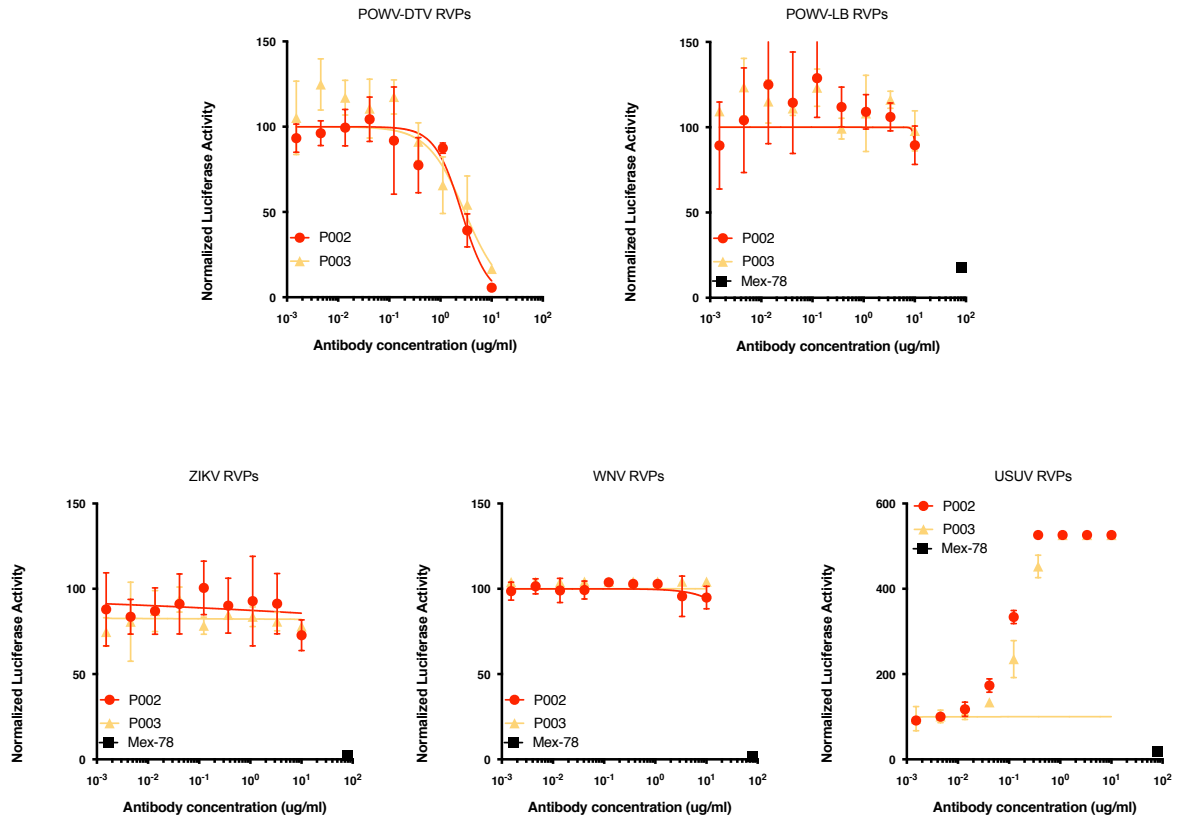 POWV-DTV RVPs
150
100
50
0
Normalized Luciferase Activity
P002
P003
10-3 10-2 10-1 100 101 102
Antibody concentration (ug/ml)
POWV-LB RVPs
150
100
50
0
Normalized Luciferase Activity
P002
P003
Mex-78
10-3 10-2 10-1 100 101 102
Antibody concentration (ug/ml)
ZIKV RVPs
150
100
50
0
Normalized Luciferase Activity
P002
P003
Mex-78
10-3 10-2 10-1 100 101 102
Antibody concentration (ug/ml)
WNV RVPs
150
100
50
0
Normalized Luciferase Activity
P002
P003
Mex-78
10-3 10-2 10-1 100 101 102
Antibody concentration (ug/ml)
USUV RVPs
600
400
200
0
Normalized Luciferase Activity
P002
P003
Mex-78
10-3 10-2 10-1 100 101 102
Antibody concentration (ug/ml)